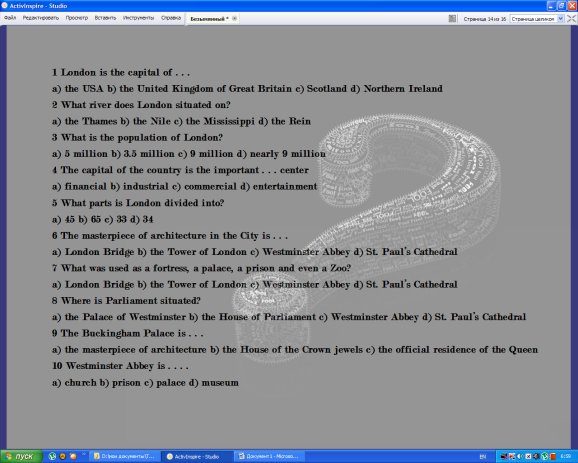 ActivInspire - Studio
Файл Редактировать Просмотр Вставить Инструменты Справка Безымянный * Страница 14 из 16 Страница целиком
1 London is the capital of . . .
a) the USA b) the United Kingdom of Great Britain c) Scotland d) Northern Ireland
2 What river does London situated on?
a) the Thames b) the Nile c) the Mississippi d) the Rein
3 What is the population of London?
a) 5 million b) 3.5 million c) 9 million d) nearly 9 million
4 The capital of the country is the important . . . center
a) financial b) industrial c) commercial d) entertainment
5 What parts is London divided into?
a) 45 b) 65 c) 33 d) 34
6 The masterpiece of architecture in the City is . . .
a) London Bridge b) the Tower of London c) Westminster Abbey d) St. Paul's Cathedral
7 What was used as a fortress, a palace, a prison and even a Zoo?
a) London Bridge b) the Tower of London c) Westminster Abbey d) St. Paul's Cathedral
8 Where is Parliament situated?
a) the Palace of Westminster b) the House of Parliament c) Westminster Abbey d) St. Paul's Cathedral
9 The Buckingham Palace is . . .
a) the masterpiece of architecture b) the House of the Crown jewels c) the official residence of the Queen
10 Westminster Abbey is . . . .
a) church b) prison c) palace d) museum
пуск D:\мои документы\Т... ActivInspire - Studio Документ1 - Microso... EN 6:59